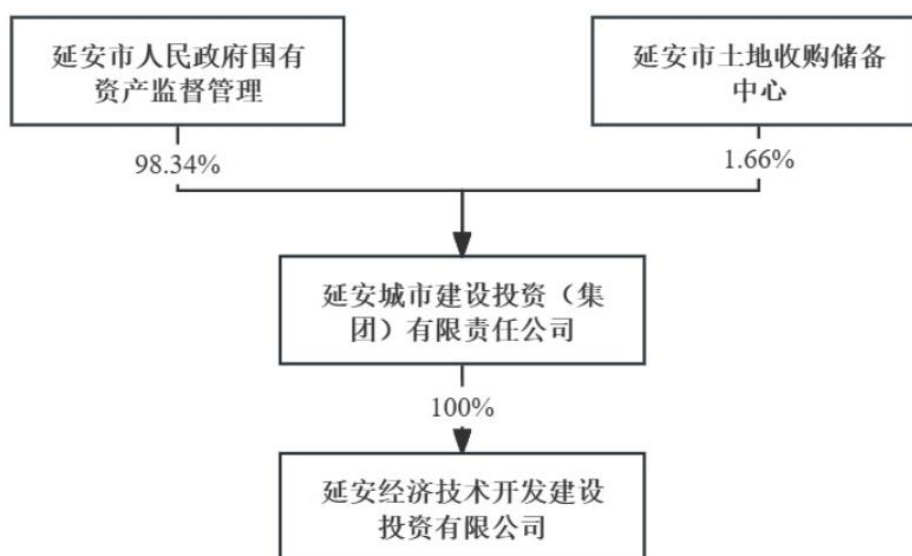 延安市人民政府国有
资产监督管理
延安市土地收购储备
中心
98.34%
1.66%
延安城市建设投资（集
团）有限责任公司
100%
延安经济技术开发建设
投资有限公司